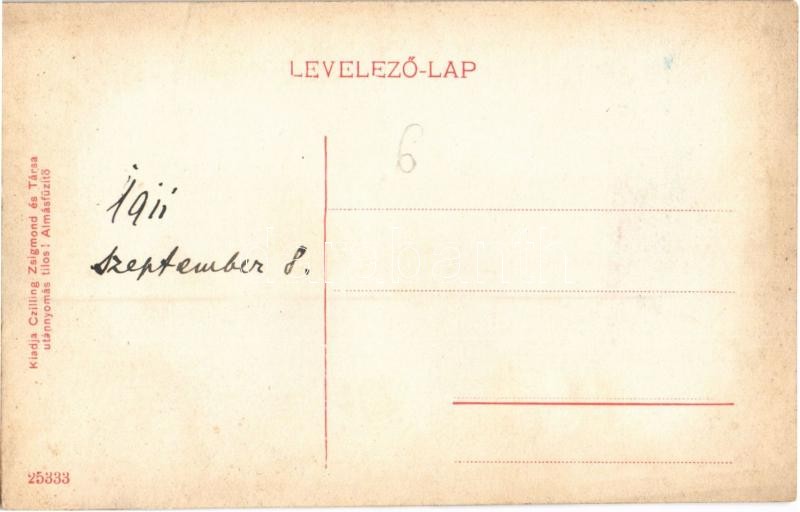 LEVELEZŐ-LAP
6
1911
szeptember 8.
Kiadja Czilling Zsigmond és Társa
utánnyomás tilos! Almásfüzitő
25333